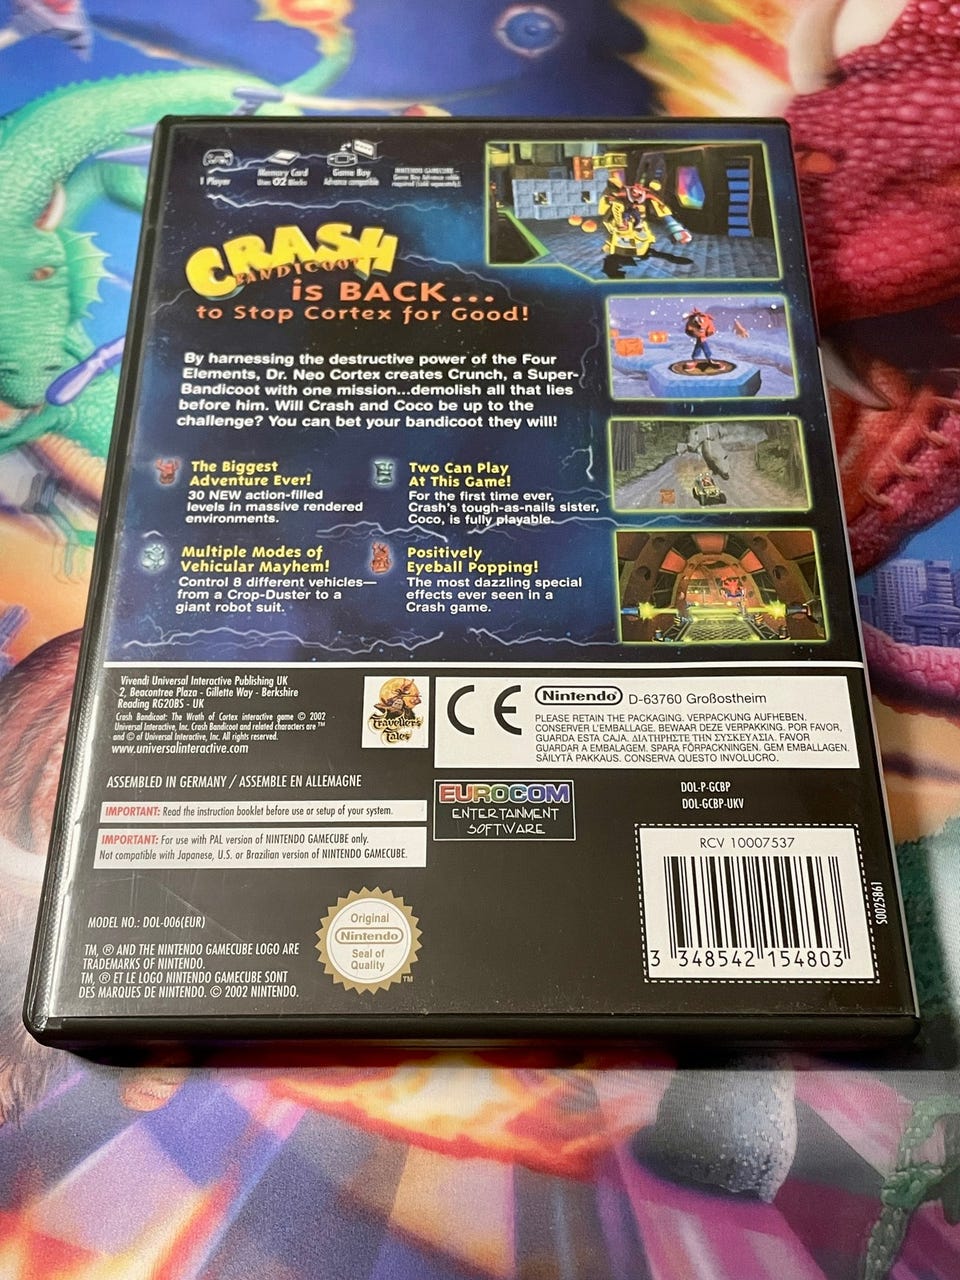 1 Player
Memory Card
Uses 02 Blocks
Game Boy
Advance compatible
NINTENDO GAMECUBE
Game Boy Advance cable
required (sold separately).
CRASH
BANDICOOT
is BACK...
to Stop Cortex for Good!
By harnessing the destructive power of the Four
Elements, Dr. Neo Cortex creates Crunch, a Super-
Bandicoot with one mission...demolish all that lies
before him. Will Crash and Coco be up to the
challenge? You can bet your bandicoot they will!
The Biggest
Adventure Ever!
30 NEW action-filled
levels in massive rendered
environments.
Two Can Play
At This Game!
For the first time ever,
Crash's tough-as-nails sister,
Coco, is fully playable.
Multiple Modes of
Vehicular Mayhem!
Control 8 different vehicles—
from a Crop-Duster to a
giant robot suit.
Positively
Eyeball Popping!
The most dazzling special
effects ever seen in a
Crash game.
Vivendi Universal Interactive Publishing UK
2, Beacontree Plaza - Gillette Way - Berkshire
Reading RG20BS - UK
Crash Bandicoot: The Wrath of Cortex interactive game © 2002
Universal Interactive, Inc. Crash Bandicoot and related characters are ™
and © of Universal Interactive, Inc. All rights reserved.
www.universalinteractive.com
Traveller's
Tales
CE
Nintendo D-63760 Großostheim
PLEASE RETAIN THE PACKAGING. VERPACKUNG AUFHEBEN.
CONSERVER L'EMBALLAGE. BEWAAR DEZE VERPAKKING. POR FAVOR,
GUARDA ESTA CAJA. ΔΙΑΤΗΡΗΣΤΕ ΤΗΝ ΣΥΣΚΕΥΑΣΙΑ. FAVOR
GUARDAR A EMBALAGEM. SPARA FÖRPACKNINGEN. GEM EMBALLAGEN.
SÄILYTÄ PAKKAUS. CONSERVA QUESTO INVOLUCRO.
ASSEMBLED IN GERMANY / ASSEMBLE EN ALLEMAGNE
IMPORTANT: Read the instruction booklet before use or setup of your system.
IMPORTANT: For use with PAL version of NINTENDO GAMECUBE only.
Not compatible with Japanese, U.S. or Brazilian version of NINTENDO GAMECUBE.
EUROCOM
ENTERTAINMENT
SOFTWARE
DOL-P-GCBP
DOL-GCBP-UKV
RCV 10007537
3 348542 154803
S0025861
MODEL NO.: DOL-006(EUR)
TM, ® AND THE NINTENDO GAMECUBE LOGO ARE
TRADEMARKS OF NINTENDO.
TM, ® ET LE LOGO NINTENDO GAMECUBE SONT
DES MARQUES DE NINTENDO. © 2002 NINTENDO.
Original
Nintendo
Seal of
Quality
TM